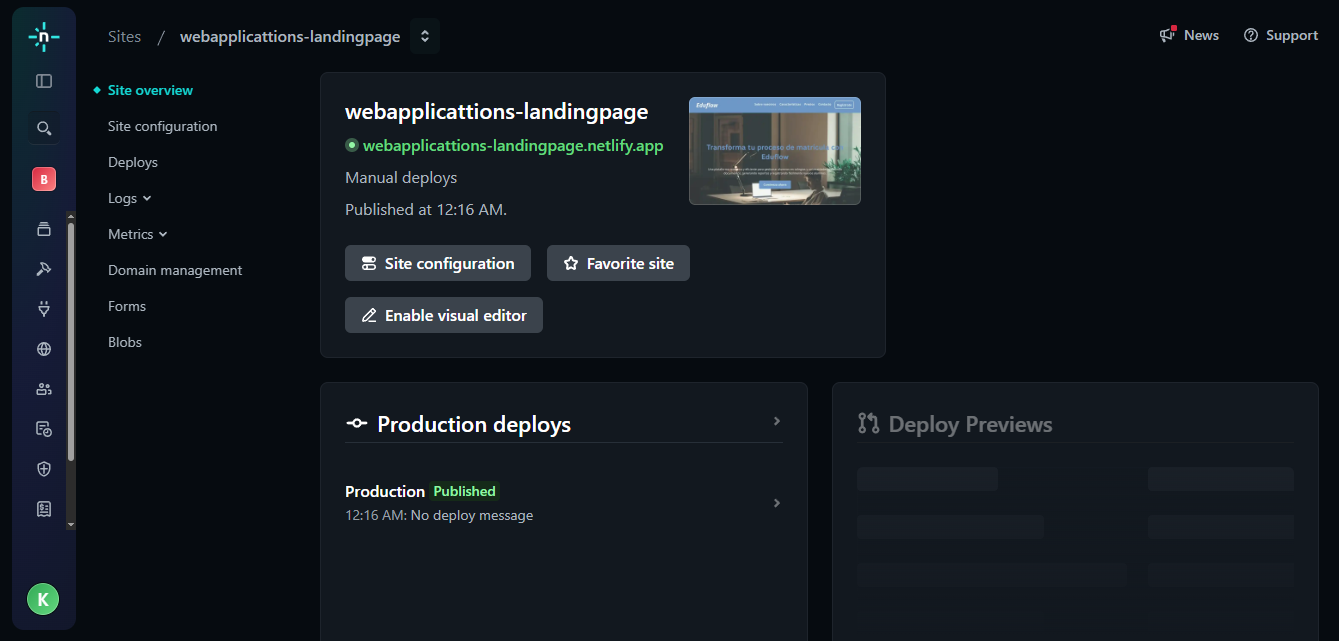 n
Sites / webapplicattions-landingpage
News
Support
B
K
Site overview
Site configuration
Deploys
Logs
Metrics
Domain management
Forms
Blobs
webapplicattions-landingpage
webapplicattions-landingpage.netlify.app
Manual deploys
Published at 12:16 AM.
Eduflow
Transforma tu proceso de matrícula con
Eduflow
Site configuration
Favorite site
Enable visual editor
Production deploys
Production Published
12:16 AM: No deploy message
Deploy Previews